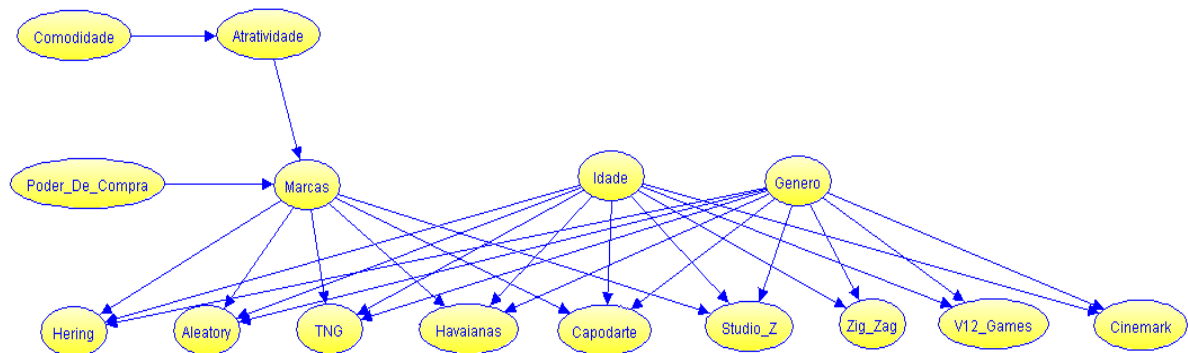 Comodidade
Atratividade
Poder_De_Compra
Marcas
Idade
Genero
Hering
Aleatory
TNG
Havaianas
Capodarte
Studio_Z
Zig_Zag
V12_Games
Cinemark